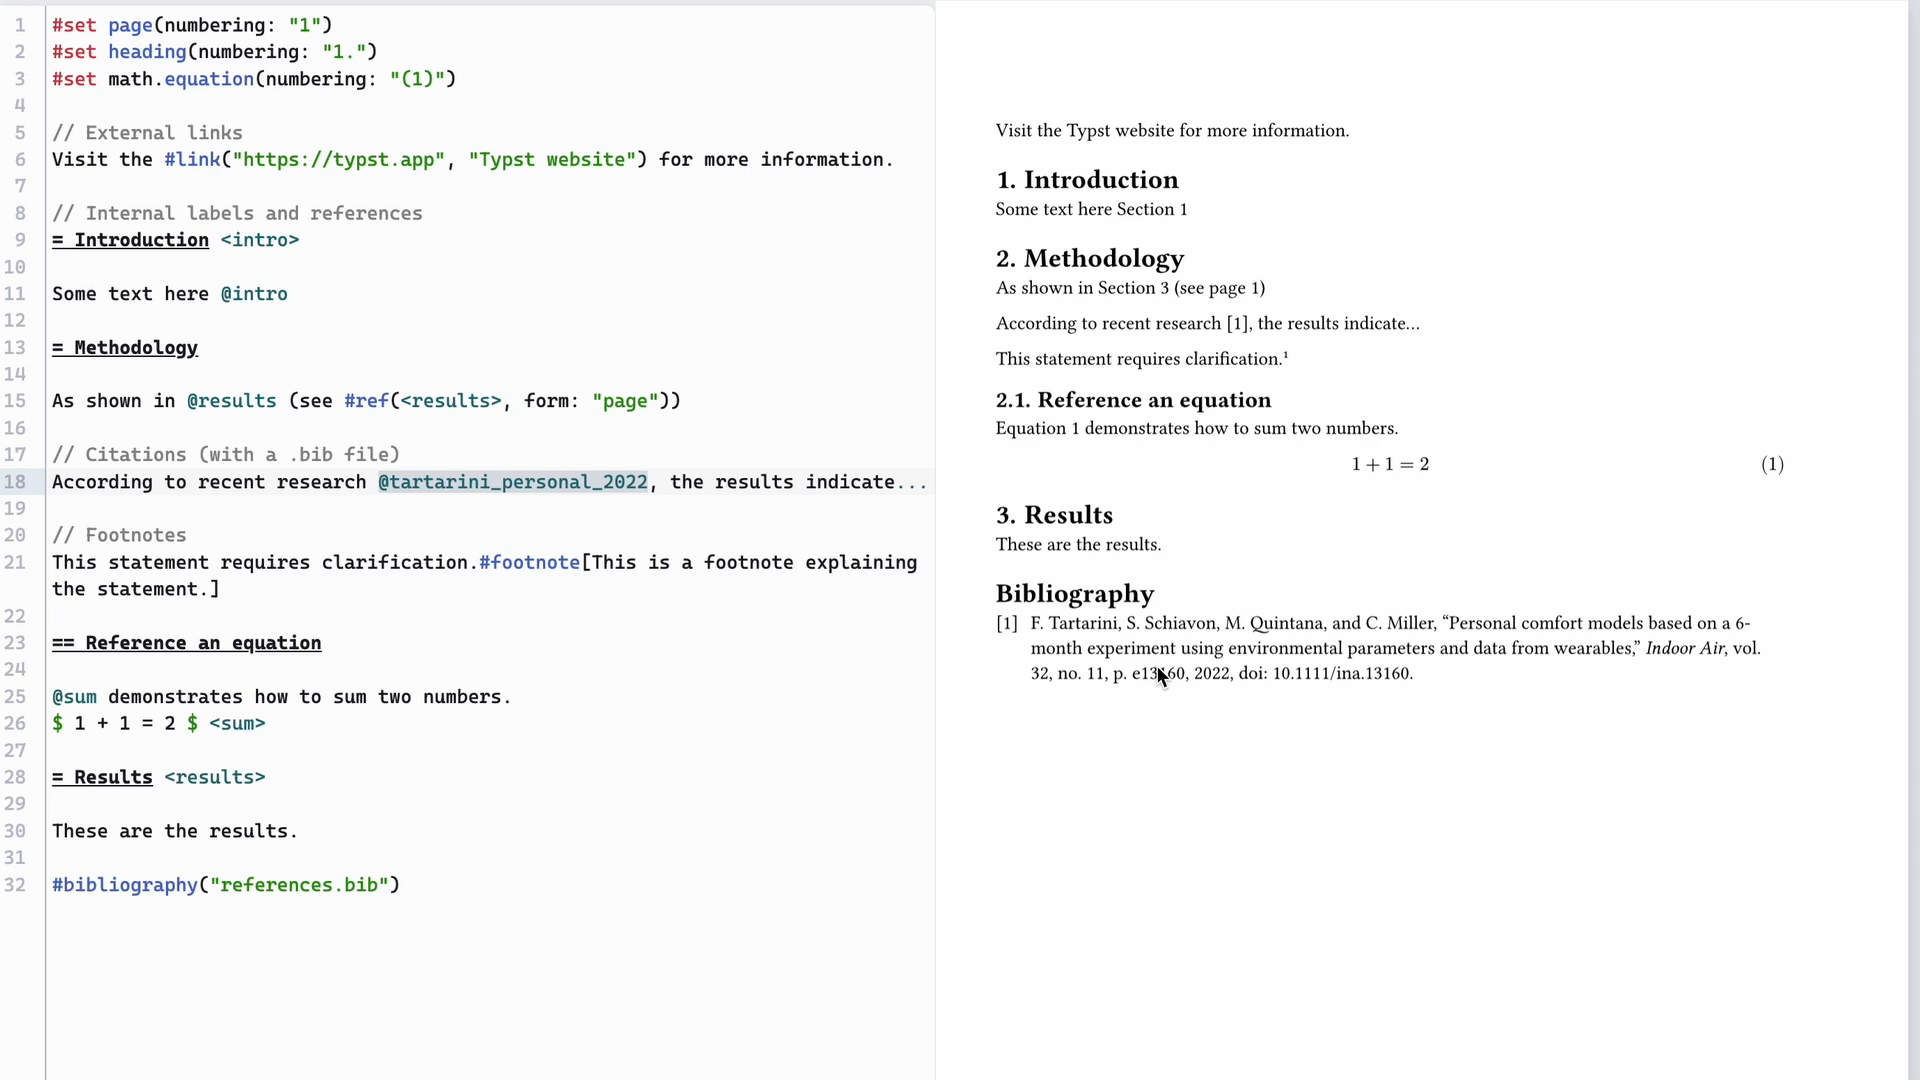 1 #set page(numbering: "1")
2 #set heading(numbering: "1.")
3 #set math.equation(numbering: "(1)")
4
5 // External links
6 Visit the #link("https://typst.app", "Typst website") for more information.
7
8 // Internal labels and references
9 = Introduction <intro>
10
11 Some text here @intro
12
13 = Methodology
14
15 As shown in @results (see #ref(<results>, form: "page"))
16
17 // Citations (with a .bib file)
18 According to recent research @tartarini_personal_2022, the results indicate...
19
20 // Footnotes
21 This statement requires clarification.#footnote[This is a footnote explaining
the statement.]
22
23 == Reference an equation
24
25 @sum demonstrates how to sum two numbers.
26 $ 1 + 1 = 2 $ <sum>
27
28 = Results <results>
29
30 These are the results.
31
32 #bibliography("references.bib")
Visit the Typst website for more information.
1. Introduction
Some text here Section 1
2. Methodology
As shown in Section 3 (see page 1)
According to recent research [1], the results indicate…
This statement requires clarification.¹
2.1. Reference an equation
Equation 1 demonstrates how to sum two numbers.
1 + 1 = 2 (1)
3. Results
These are the results.
Bibliography
[1] F. Tartarini, S. Schiavon, M. Quintana, and C. Miller, “Personal comfort models based on a 6-
month experiment using environmental parameters and data from wearables,” Indoor Air, vol.
32, no. 11, p. e13160, 2022, doi: 10.1111/ina.13160.